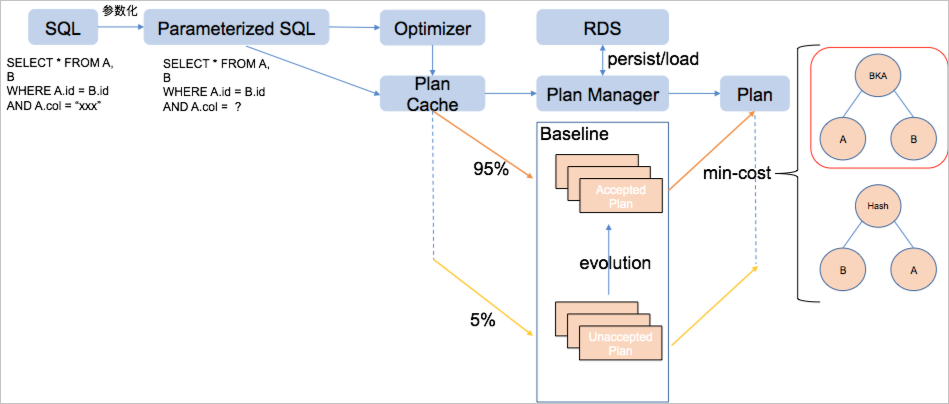 参数化
SQL
Parameterized SQL
Optimizer
RDS
SELECT * FROM A,
B
WHERE A.id = B.id
AND A.col = “xxx”
SELECT * FROM A,
B
WHERE A.id = B.id
AND A.col = ?
persist/load
Plan
Cache
Plan Manager
Plan
Baseline
95%
Accepted
Plan
evolution
5%
Unaccepted
Plan
min-cost
BKA
A
B
Hash
B
A